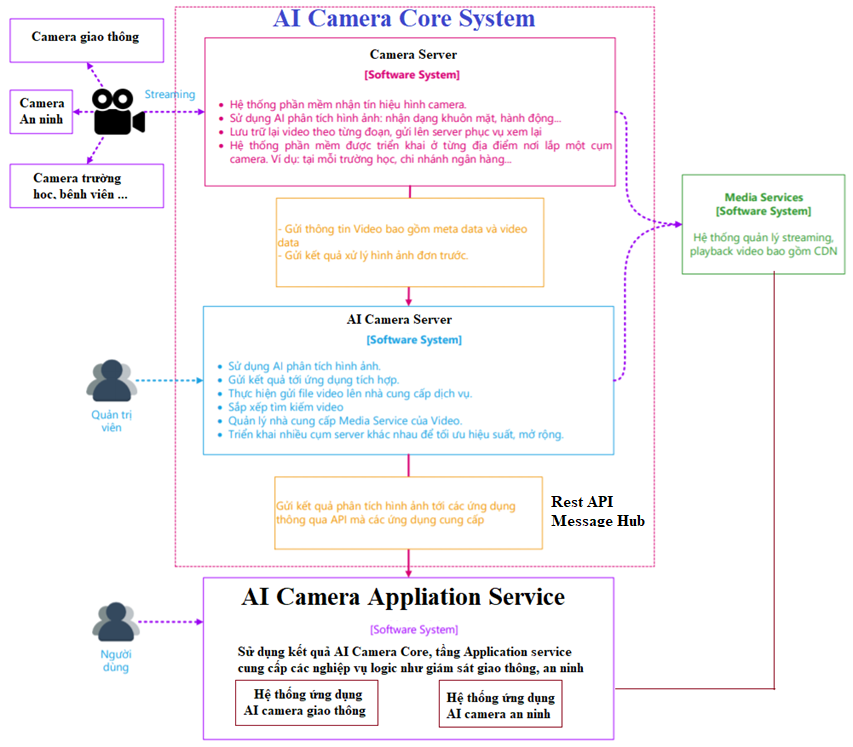 AI Camera Core System
Camera giao thông
Camera
An ninh
Camera trường
học, bệnh viên ...
Streaming
Camera Server
[Software System]
• Hệ thống phần mềm nhận tin hiệu hình camera.
• Sử dụng AI phân tích hình ảnh: nhận dạng khuôn mặt, hành động...
• Lưu trữ lại video theo từng đoạn, gửi lên server phục vụ xem lại
• Hệ thống phần mềm được triển khai ở từng địa điểm nơi lắp một cụm
camera. Ví dụ: tại mỗi trường học, chi nhánh ngân hàng...
- Gửi thông tin Video bao gồm meta data và video
data
- Gửi kết quả xử lý hình ảnh đơn trước.
Media Services
[Software System]
Hệ thống quản lý streaming,
playback video bao gồm CDN
AI Camera Server
[Software System]
• Sử dụng AI phân tích hình ảnh.
• Gửi kết quả tới ứng dụng tích hợp.
• Thực hiện gửi file video lên nhà cung cấp dịch vụ.
• Sắp xếp tìm kiếm video
• Quản lý nhà cung cấp Media Service của Video.
• Triển khai nhiều cụm server khác nhau để tối ưu hiệu suất, mở rộng.
Quản trị
viên
Gửi kết quả phân tích hình ảnh tới các ứng dụng
thông qua API mà các ứng dụng cung cấp
Rest API
Message Hub
AI Camera Appliation Service
[Software System]
Sử dụng kết quả AI Camera Core, tầng Application service
cung cấp các nghiệp vụ logic như giám sát giao thông, an ninh
Hệ thống ứng dụng
AI camera giao thông
Hệ thống ứng dụng
AI camera an ninh
Người
dùng